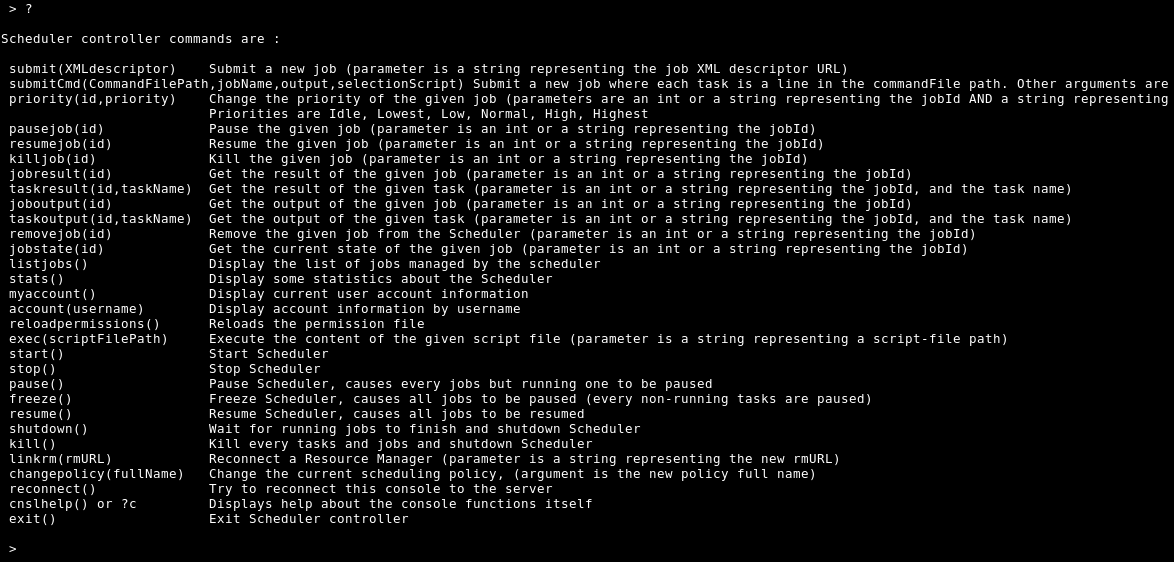 > ?
Scheduler controller commands are :
submit(XMLdescriptor)    Submit a new job (parameter is a string representing the job XML descriptor URL)
submitCmd(CommandFilePath,jobName,output,selectionScript) Submit a new job where each task is a line in the commandFile path. Other arguments are
priority(id,priority)    Change the priority of the given job (parameters are an int or a string representing the jobId AND a string representing
Priorities are Idle, Lowest, Low, Normal, High, Highest
pausejob(id)             Pause the given job (parameter is an int or a string representing the jobId)
resumejob(id)            Resume the given job (parameter is an int or a string representing the jobId)
killjob(id)              Kill the given job (parameter is an int or a string representing the jobId)
jobresult(id)            Get the result of the given job (parameter is an int or a string representing the jobId)
taskresult(id,taskName)  Get the result of the given task (parameter is an int or a string representing the jobId, and the task name)
joboutput(id)            Get the output of the given job (parameter is an int or a string representing the jobId)
taskoutput(id,taskName)  Get the output of the given task (parameter is an int or a string representing the jobId, and the task name)
removejob(id)            Remove the given job from the Scheduler (parameter is an int or a string representing the jobId)
jobstate(id)             Get the current state of the given job (parameter is an int or a string representing the jobId)
listjobs()               Display the list of jobs managed by the scheduler
stats()                  Display some statistics about the Scheduler
myaccount()              Display current user account information
account(username)        Display account information by username
reloadpermissions()      Reloads the permission file
exec(scriptFilePath)     Execute the content of the given script file (parameter is a string representing a script-file path)
start()                  Start Scheduler
stop()                   Stop Scheduler
pause()                  Pause Scheduler, causes every jobs but running one to be paused
freeze()                 Freeze Scheduler, causes all jobs to be paused (every non-running tasks are paused)
resume()                 Resume Scheduler, causes all jobs to be resumed
shutdown()               Wait for running jobs to finish and shutdown Scheduler
kill()                   Kill every tasks and jobs and shutdown Scheduler
linkrm(rmURL)            Reconnect a Resource Manager (parameter is a string representing the new rmURL)
changepolicy(fullName)   Change the current scheduling policy, (argument is the new policy full name)
reconnect()              Try to reconnect this console to the server
cnslhelp() or ?c         Displays help about the console functions itself
exit()                   Exit Scheduler controller
>